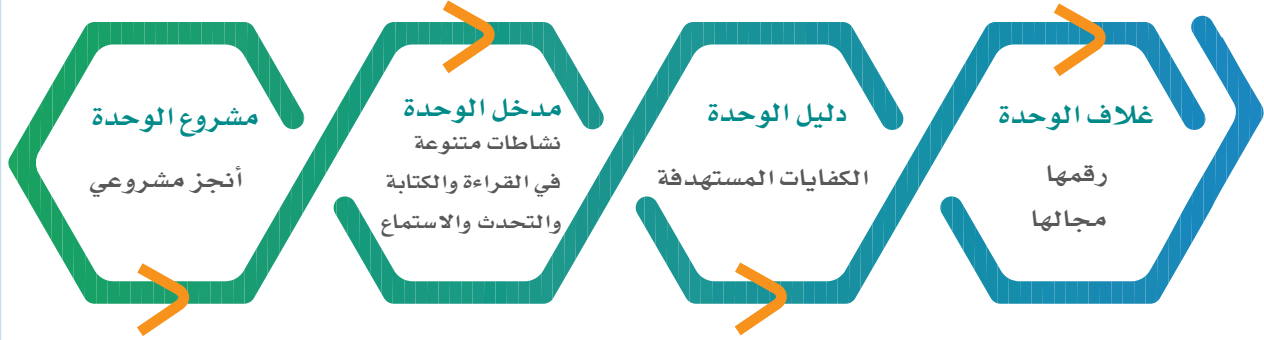 غلاف الوحدة
رقمها
مجالها
دليل الوحدة
الكفايات المستهدفة
مدخل الوحدة
نشاطات متنوعة
في القراءة والكتابة
والتحدث والاستماع
مشروع الوحدة
أنجز مشروعي